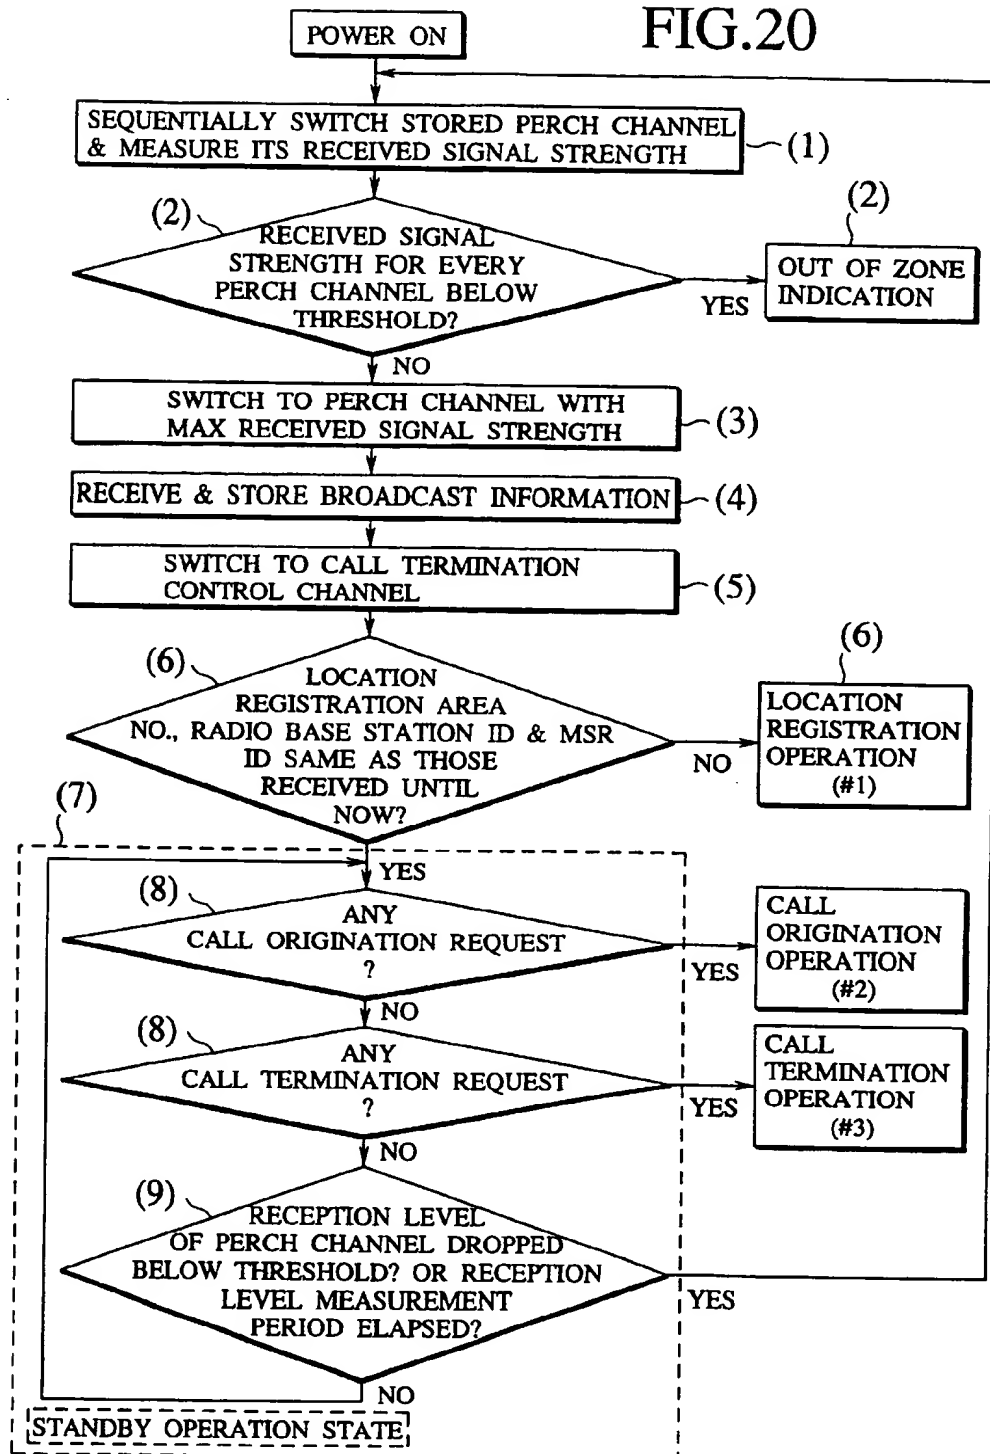 FIG.20
POWER ON
SEQUENTIALLY SWITCH STORED PERCH CHANNEL
& MEASURE ITS RECEIVED SIGNAL STRENGTH
(1)
(2)
RECEIVED SIGNAL
STRENGTH FOR EVERY
PERCH CHANNEL BELOW
THRESHOLD?
YES
(2)
OUT OF ZONE
INDICATION
NO
SWITCH TO PERCH CHANNEL WITH
MAX RECEIVED SIGNAL STRENGTH
(3)
RECEIVE & STORE BROADCAST INFORMATION
(4)
SWITCH TO CALL TERMINATION
CONTROL CHANNEL
(5)
(6)
LOCATION
REGISTRATION AREA
NO., RADIO BASE STATION ID & MSR
ID SAME AS THOSE
RECEIVED UNTIL
NOW?
NO
(6)
LOCATION
REGISTRATION
OPERATION
(#1)
(7)
YES
(8)
ANY
CALL ORIGINATION REQUEST
?
YES
CALL
ORIGINATION
OPERATION
(#2)
NO
(8)
ANY
CALL TERMINATION REQUEST
?
YES
CALL
TERMINATION
OPERATION
(#3)
NO
(9)
RECEPTION LEVEL
OF PERCH CHANNEL DROPPED
BELOW THRESHOLD? OR RECEPTION
LEVEL MEASUREMENT
PERIOD ELAPSED?
YES
NO
STANDBY OPERATION STATE